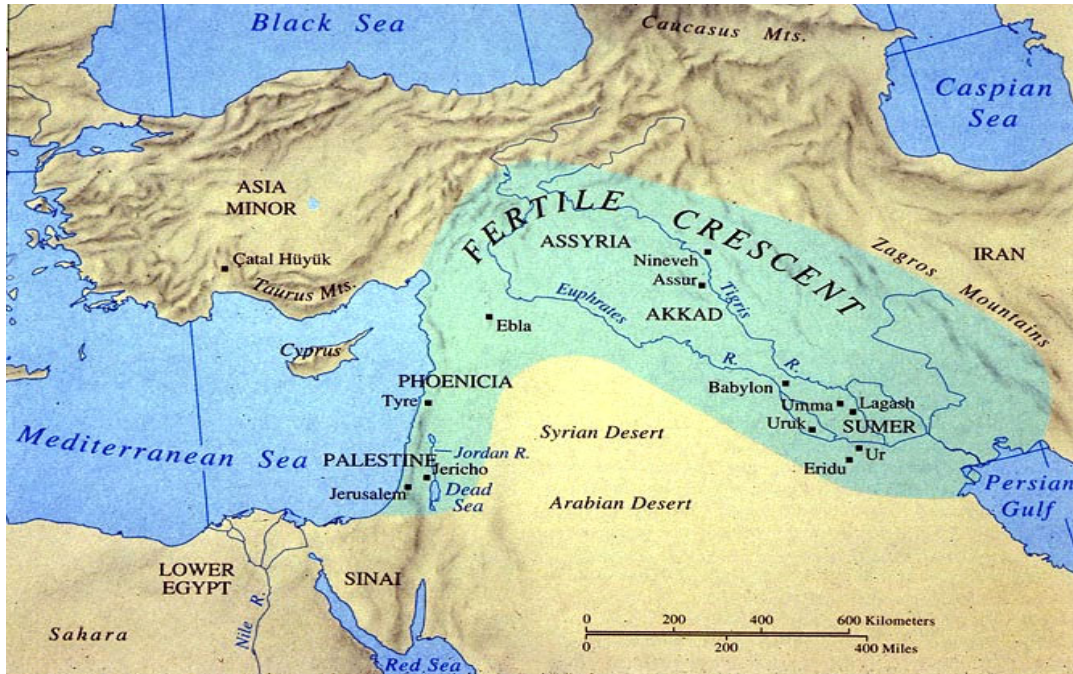 Black Sea
Caucasus Mts.
Caspian
Sea
ASIA
MINOR
FERTILE CRESCENT
ASSYRIA
Zagros
Mountains
IRAN
Çatal Hüyük
Nineveh
Taurus Mts.
Assur
Tigris
R.
Euphrates
R.
AKKAD
Ebla
Cyprus
PHOENICIA
Tyre
Babylon
Umma
Lagash
Uruk
SUMER
Mediterranean Sea
Syrian Desert
Ur
Eridu
PALESTINE
Jordan R.
Jericho
Jerusalem
Dead
Sea
Persian
Gulf
Arabian Desert
LOWER
EGYPT
SINAI
Nile R.
Sahara
Red Sea
0 200 400 600 Kilometers
0 200 400 Miles